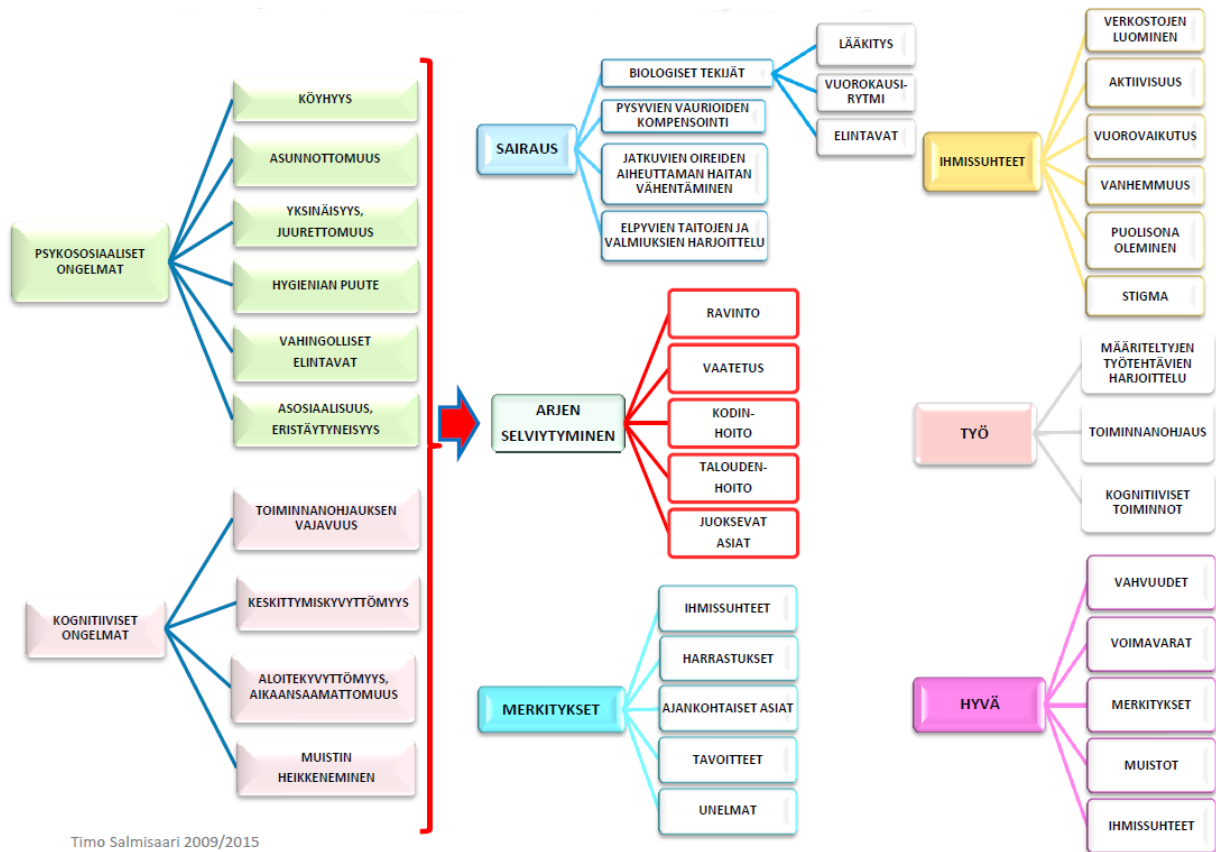 PSYKOSOSIAALISET
ONGELMAT
KÖYHYYS
ASUNNOTTOMUUS
YKSINÄISYYS,
JUURETTOMUUS
HYGIENIAN PUUTE
VAHINGOLLISET
ELINTAVAT
ASOSIAALISUUS,
ERISTÄYTYNEISYYS
KOGNITIIVISET
ONGELMAT
TOIMINNANOHJAUKSEN
VAJAVUUS
KESKITTYMISKYVYTTÖMYYS
ALOITEKYVYTTÖMYYS,
AIKAANSAAMATTOMUUS
MUISTIN
HEIKKENEMINEN
SAIRAUS
BIOLOGISET TEKIJÄT
LÄÄKITYS
VUOROKAUSI-
RYTMI
ELINTAVAT
PYSYVIEN VAURIOIDEN
KOMPENSOINTI
JATKUVIEN OIREIDEN
AIHEUTTAMAN HAITAN
VÄHENTÄMINEN
ELPYVIEN TAITOJEN JA
VALMIUKSIEN HARJOITTELU
ARJEN
SELVIYTYMINEN
RAVINTO
VAATETUS
KODIN-
HOITO
TALOUDEN-
HOITO
JUOKSEVAT
ASIAT
MERKITYKSET
IHMISSUHTEET
HARRASTUKSET
AJANKOHTAISET ASIAT
TAVOITTEET
UNELMAT
IHMISSUHTEET
VERKOSTOJEN
LUOMINEN
AKTIIVISUUS
VUOROVAIKUTUS
VANHEMMUUS
PUOLISONA
OLEMINEN
STIGMA
TYÖ
MÄÄRITELTYJEN
TYÖTEHTÄVIEN
HARJOITTELU
TOIMINNANOHJAUS
KOGNITIIVISET
TOIMINNOT
HYVÄ
VAHVUUDET
VOIMAVARAT
MERKITYKSET
MUISTOT
IHMISSUHTEET
Timo Salmisaari 2009/2015